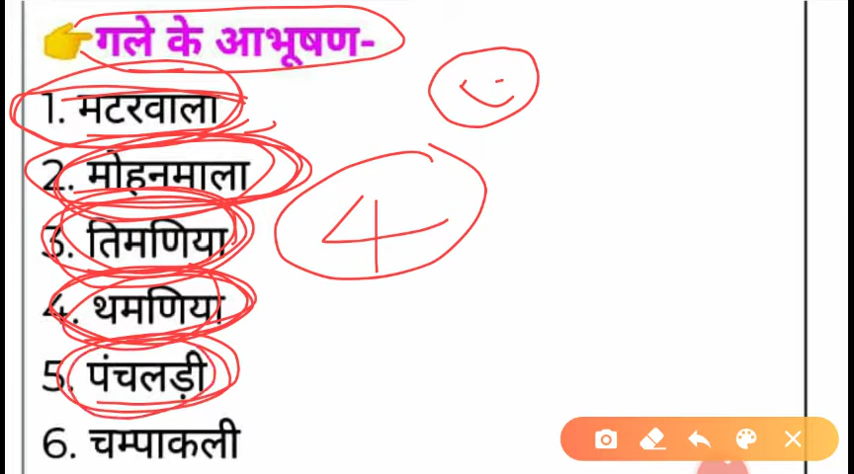 👉गले के आभूषण-
1. मटरवाला
2. मोहनमाला
3. तिमणिया
4. थमणिया
5. पंचलड़ी
6. चम्पाकली
4